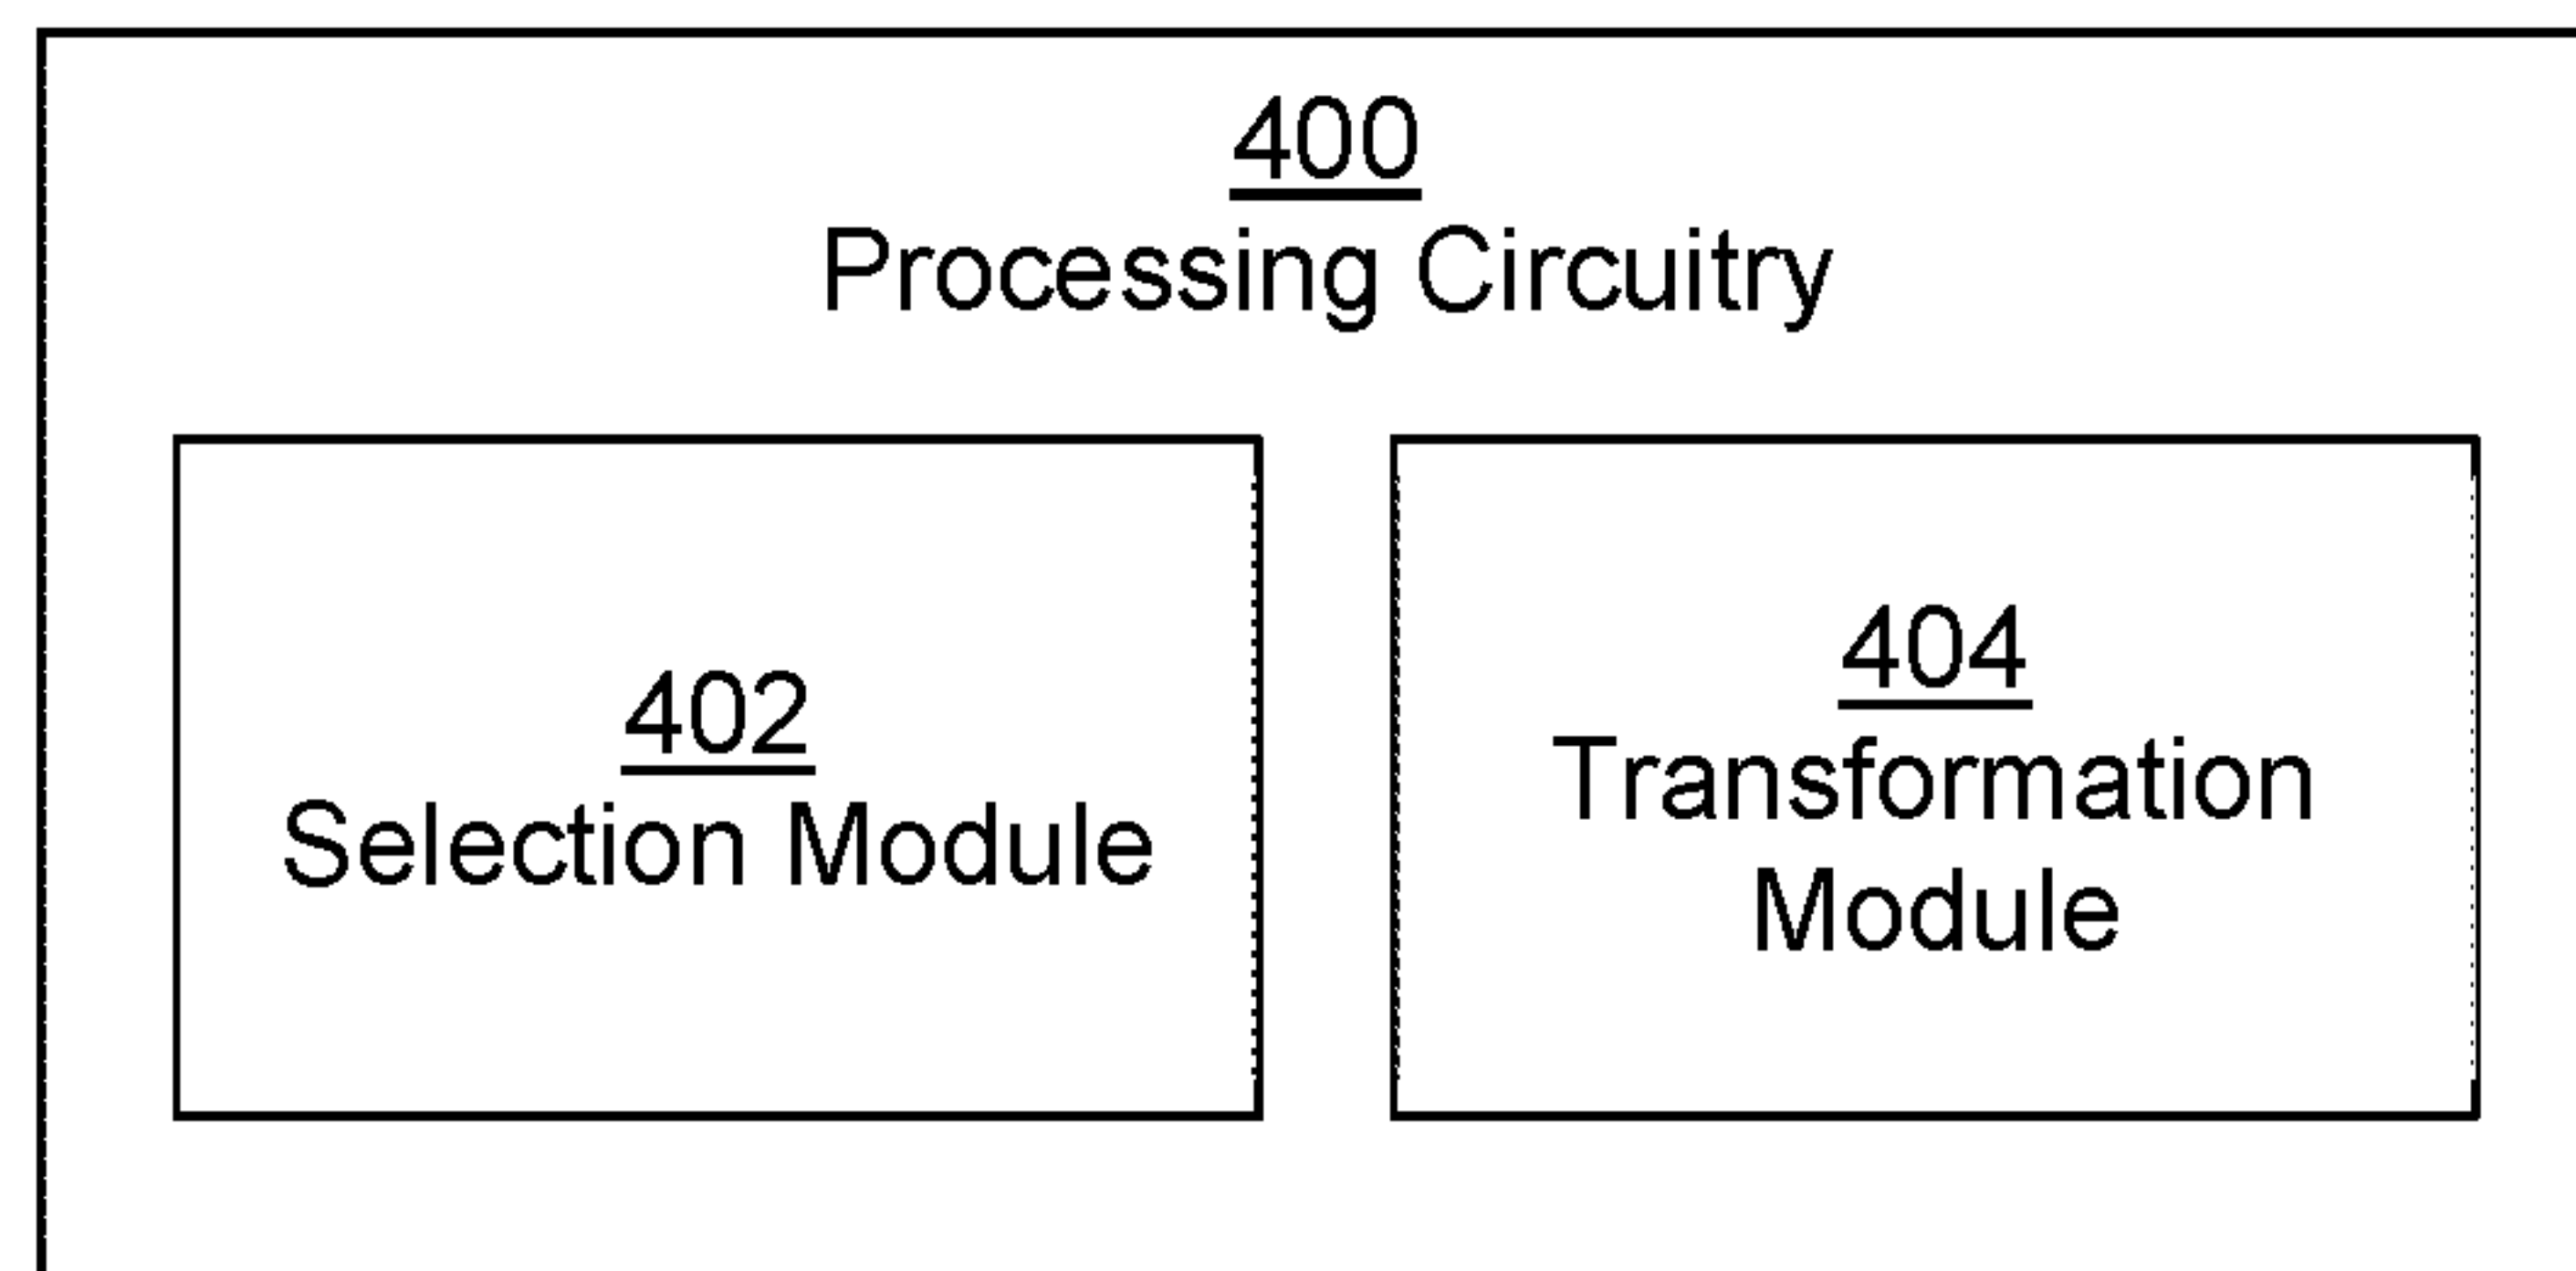 400
Processing Circuitry
402
Selection Module
404
Transformation
Module